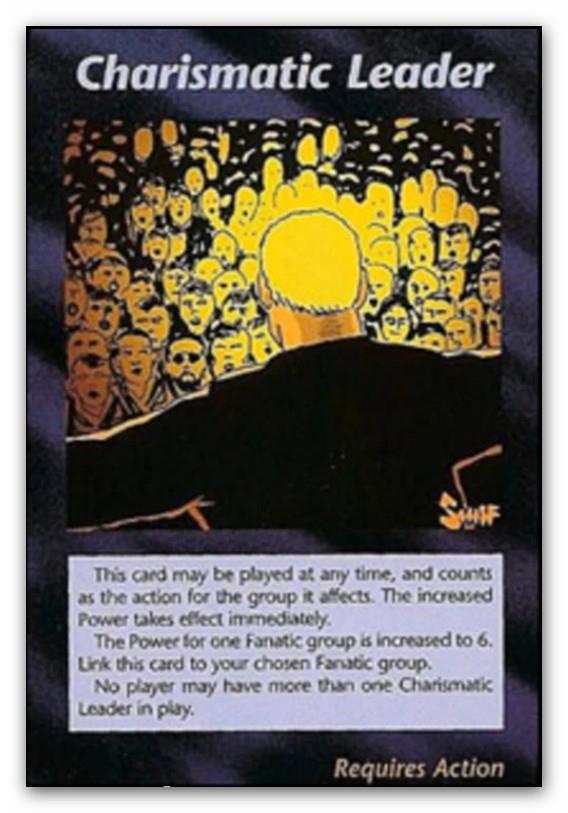 Charismatic Leader
This card may be played at any time, and counts
as the action for the group it affects. The increased
Power takes effect immediately.
The Power for one Fanatic group is increased to 6.
Link this card to your chosen Fanatic group.
No player may have more than one Charismatic
Leader in play.
Requires Action